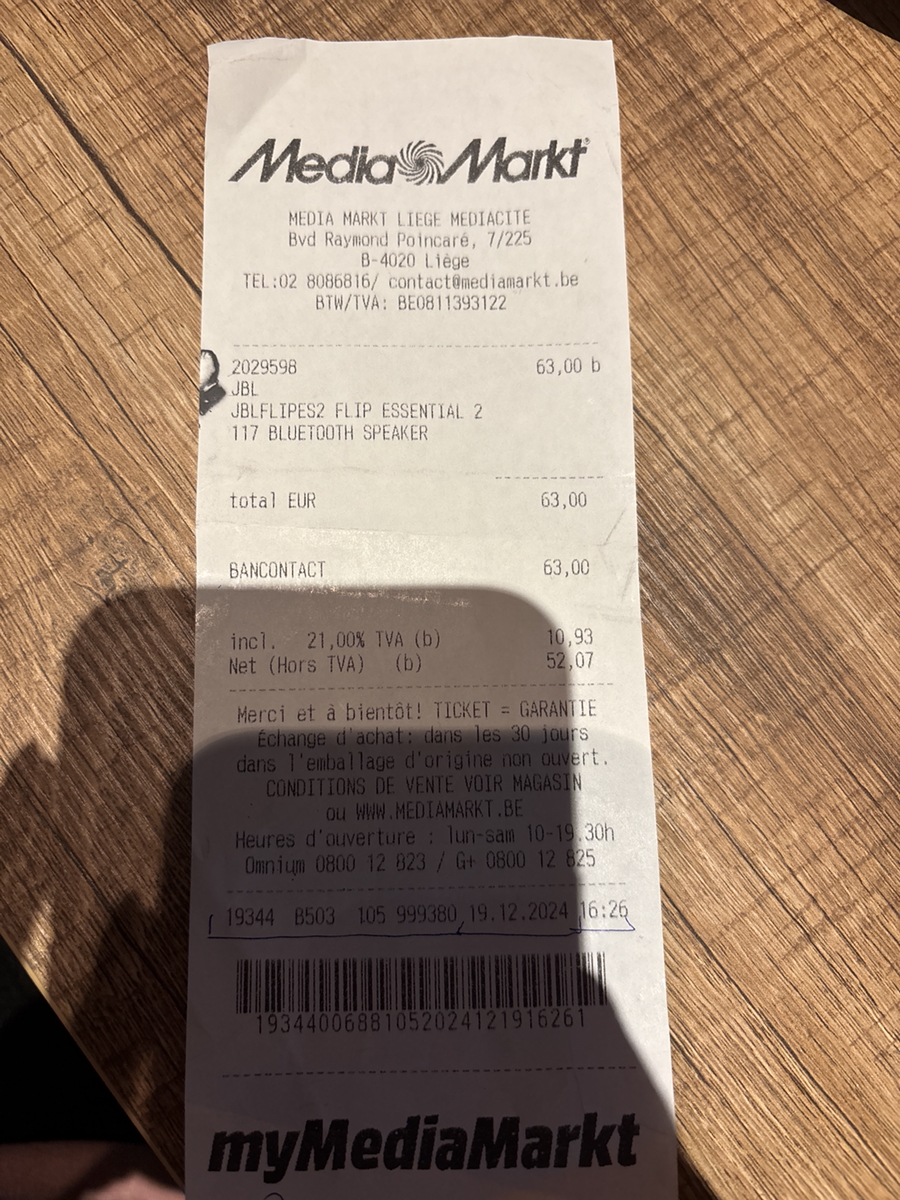 Media Markt
MEDIA MARKT LIEGE MEDIACITE
Bvd Raymond Poincaré, 7/225
B-4020 Liège
TEL:02 8086816/ contact@mediamarkt.be
BTW/TVA: BE0811393122
2029598 63,00 b
JBL
JBLFLIPES2 FLIP ESSENTIAL 2
117 BLUETOOTH SPEAKER
total EUR 63,00
BANCONTACT 63,00
incl. 21,00% TVA (b) 10,93
Net (Hors TVA) (b) 52,07
Merci et à bientôt! TICKET = GARANTIE
Échange d'achat: dans les 30 jours
dans l'emballage d'origine non ouvert.
CONDITIONS DE VENTE VOIR MAGASIN
ou WWW.MEDIAMARKT.BE
Heures d'ouverture : lun-sam 10-19.30h
Omnium 0800 12 823 / G+ 0800 12 825
19344 B503 105 999380 19.12.2024 16:26
19344006881052024121916261
myMediaMarkt